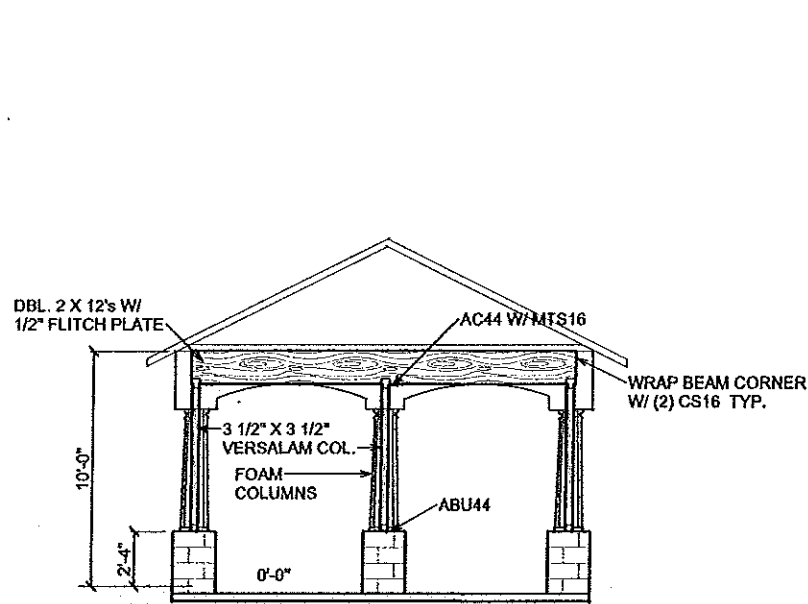 DBL. 2 X 12's W/
1/2" FLITCH PLATE
AC44 W/ MTS16
WRAP BEAM CORNER
W/ (2) CS16 TYP.
3 1/2" X 3 1/2"
VERSALAM COL.
FOAM
COLUMNS
10'-0"
ABU44
2'-4"
0'-0"